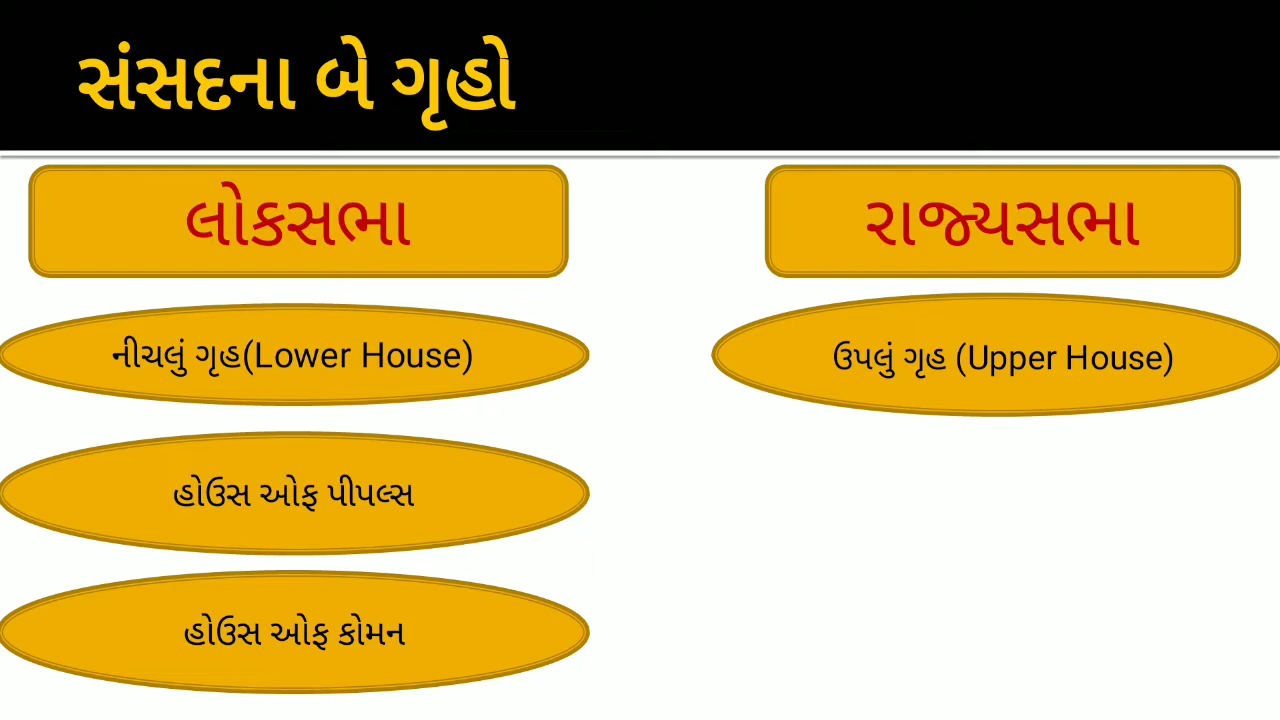 સંસદના બે ગૃહો
લોકસભા
રાજ્યસભા
નીચલું ગૃહ(Lower House)
ઉપલું ગૃહ (Upper House)
હોઉસ ઓફ પીપલ્સ
હોઉસ ઓફ કોમન